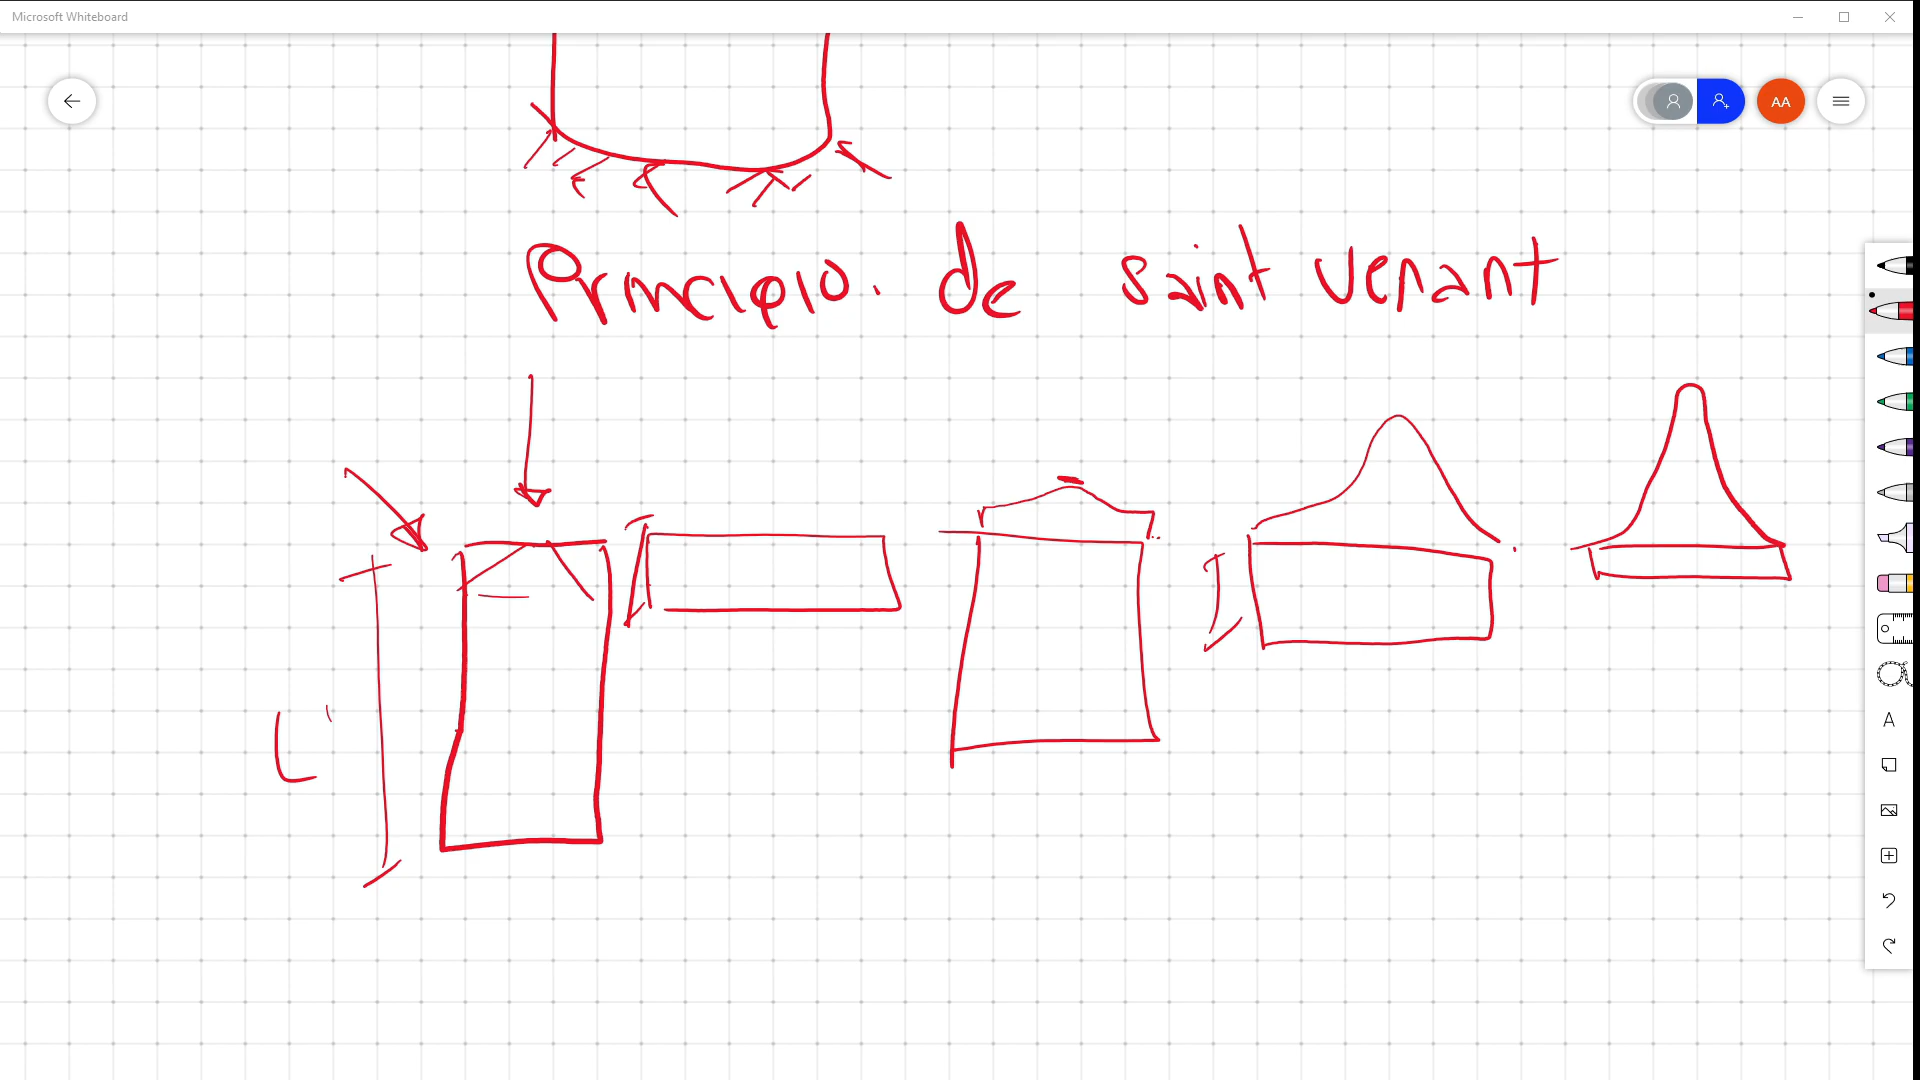 Microsoft Whiteboard
AA
Principio. de saint venant
L'
A